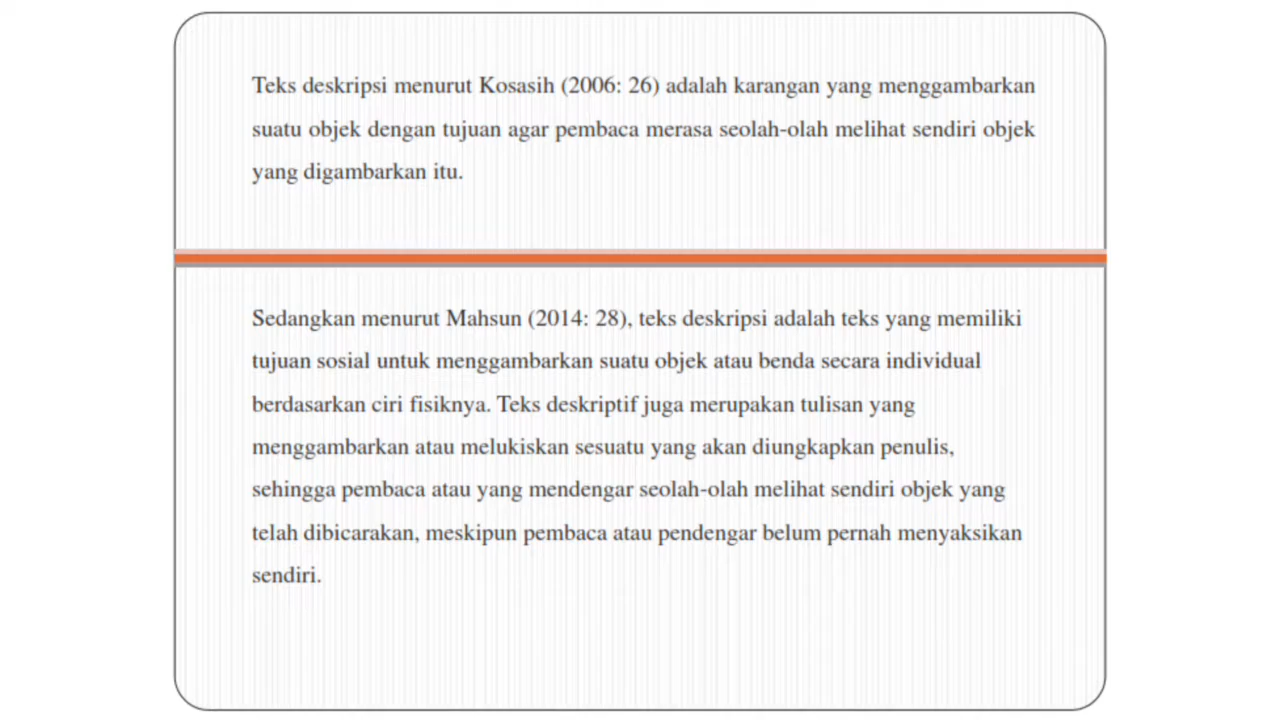 Teks deskripsi menurut Kosasih (2006: 26) adalah karangan yang menggambarkan
suatu objek dengan tujuan agar pembaca merasa seolah-olah melihat sendiri objek
yang digambarkan itu.
Sedangkan menurut Mahsun (2014: 28), teks deskripsi adalah teks yang memiliki
tujuan sosial untuk menggambarkan suatu objek atau benda secara individual
berdasarkan ciri fisiknya. Teks deskriptif juga merupakan tulisan yang
menggambarkan atau melukiskan sesuatu yang akan diungkapkan penulis,
sehingga pembaca atau yang mendengar seolah-olah melihat sendiri objek yang
telah dibicarakan, meskipun pembaca atau pendengar belum pernah menyaksikan
sendiri.